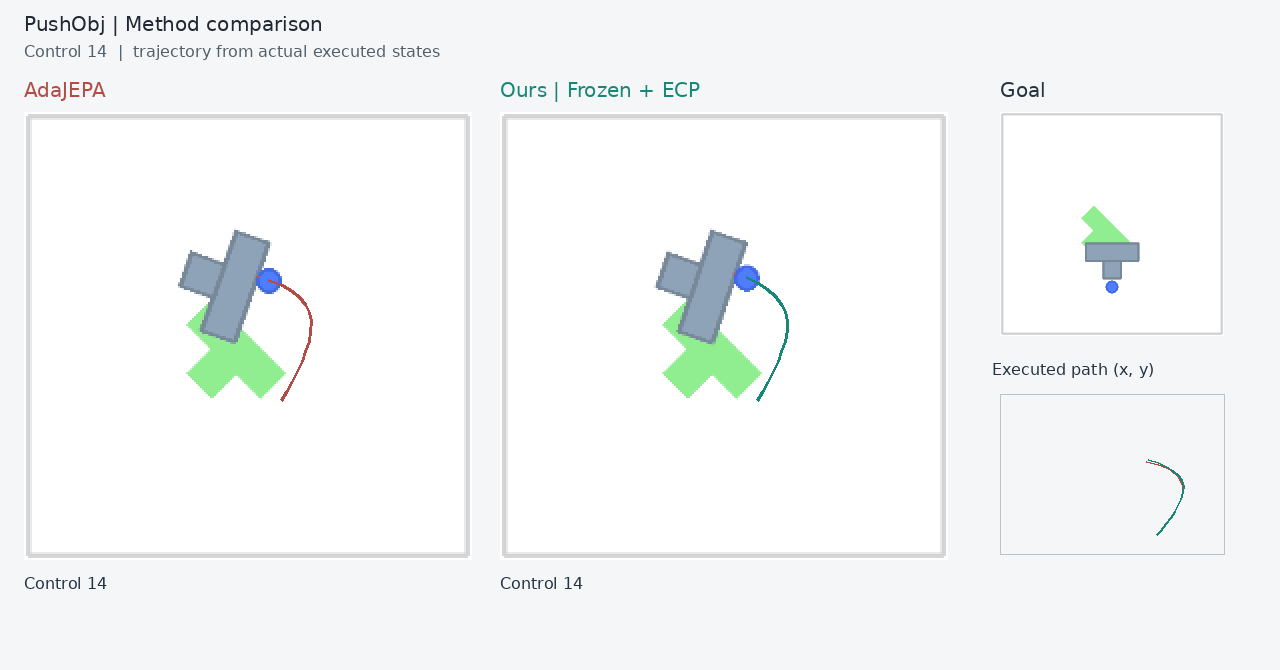 PushObj | Method comparison
Control 14 | trajectory from actual executed states
AdaJEPA
Ours | Frozen + ECP
Goal
Executed path (x, y)
Control 14
Control 14